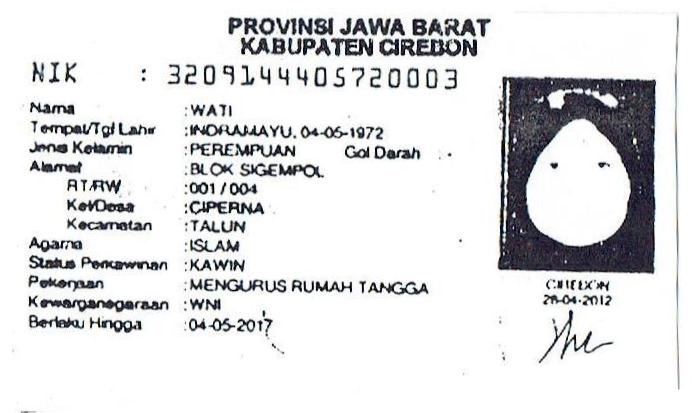 PROVINSI JAWA BARAT
KABUPATEN CIREBON
NIK : 3209144405720003
Nama : WATI
Tempat/Tgl Lahir : INDRAMAYU, 04-05-1972
Jenis Kelamin : PEREMPUAN Gol Darah : -
Alamat : BLOK SIGEMPOL
RT/RW : 001 / 004
Kel/Desa : CIPERNA
Kecamatan : TALUN
Agama : ISLAM
Status Perkawinan : KAWIN
Pekerjaan : MENGURUS RUMAH TANGGA
Kewarganegaraan : WNI
Berlaku Hingga : 04-05-2017
CIREBON
28-04-2012